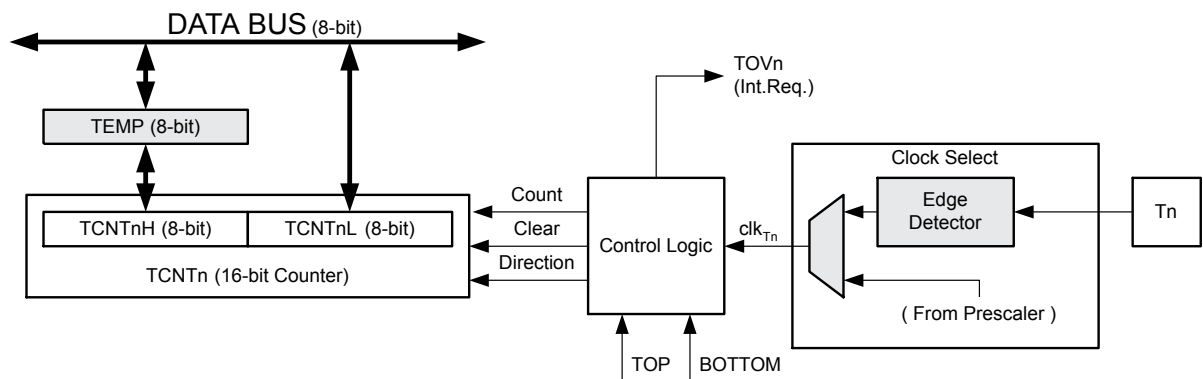 DATA BUS (8-bit)
TOVn
(Int.Req.)
TEMP (8-bit)
Clock Select
Count
Edge
Detector
Tn
TCNTnH (8-bit) TCNTnL (8-bit)
Clear
Control Logic
clkTn
TCNTn (16-bit Counter)
Direction
( From Prescaler )
TOP
BOTTOM